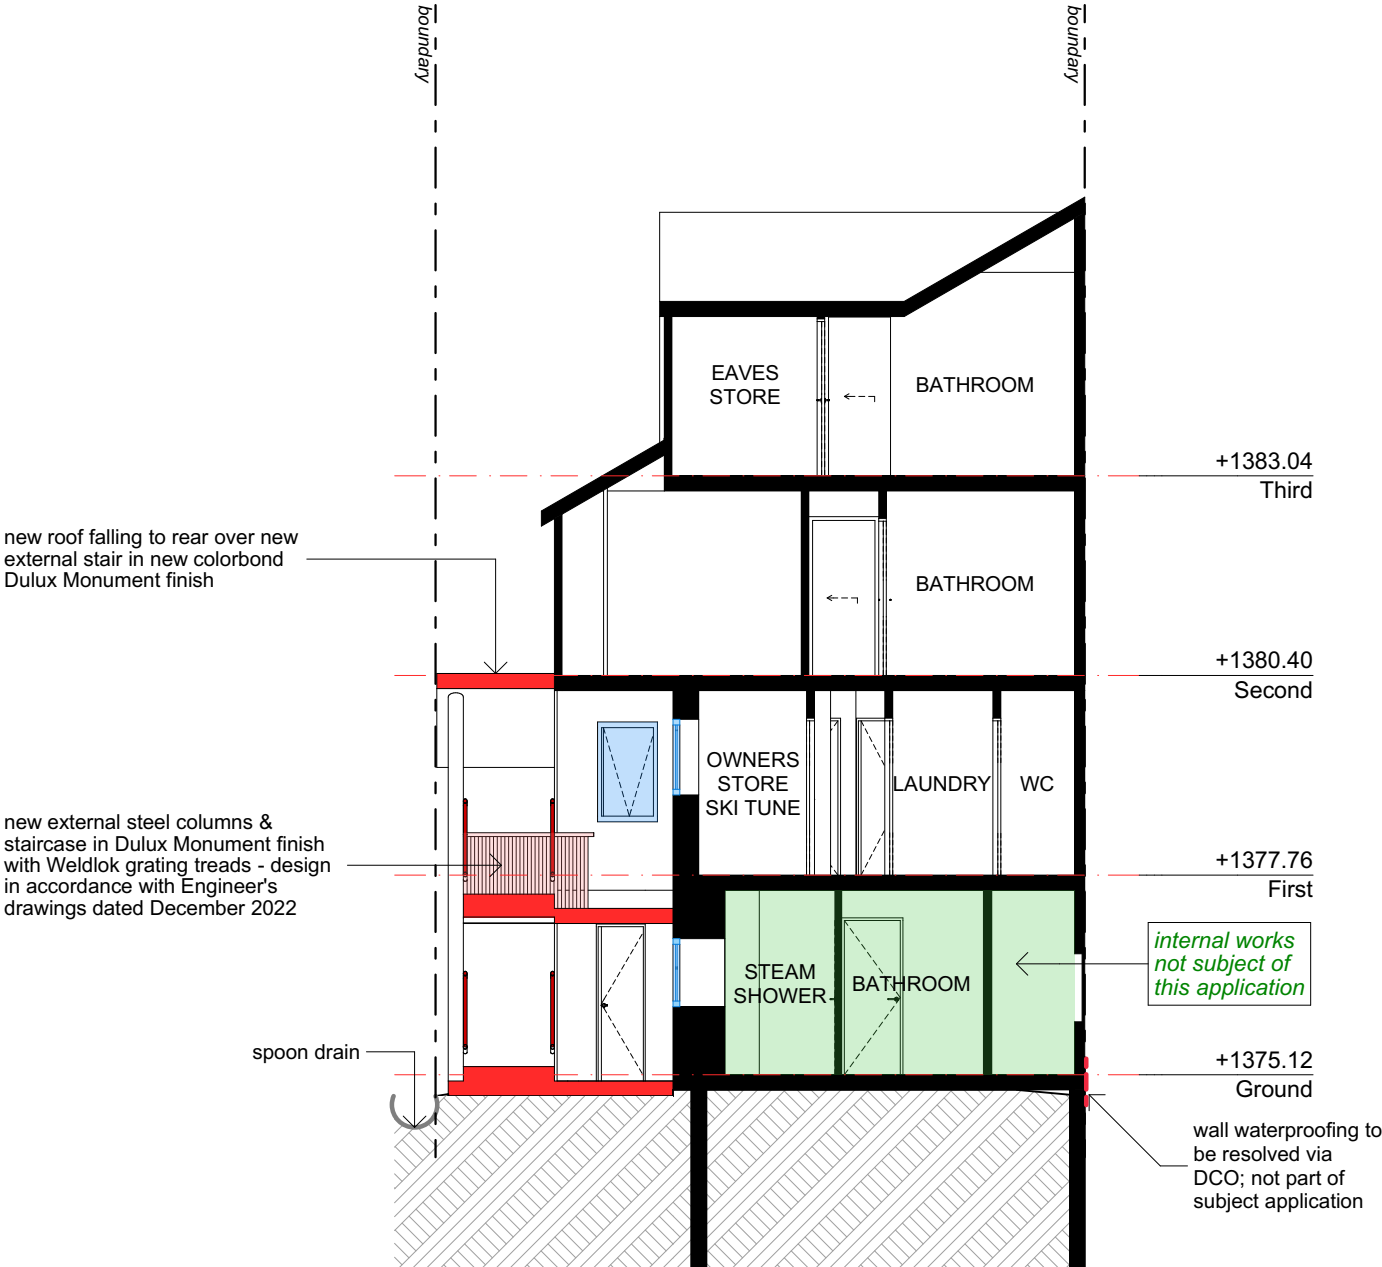 boundary
boundary
EAVES
STORE
BATHROOM
+1383.04
Third
new roof falling to rear over new
external stair in new colorbond
Dulux Monument finish
BATHROOM
+1380.40
Second
OWNERS
STORE
SKI TUNE
LAUNDRY
WC
new external steel columns &
staircase in Dulux Monument finish
with Weldlok grating treads - design
in accordance with Engineer's
drawings dated December 2022
+1377.76
First
internal works
not subject of
this application
STEAM
SHOWER
BATHROOM
spoon drain
+1375.12
Ground
wall waterproofing to
be resolved via
DCO; not part of
subject application